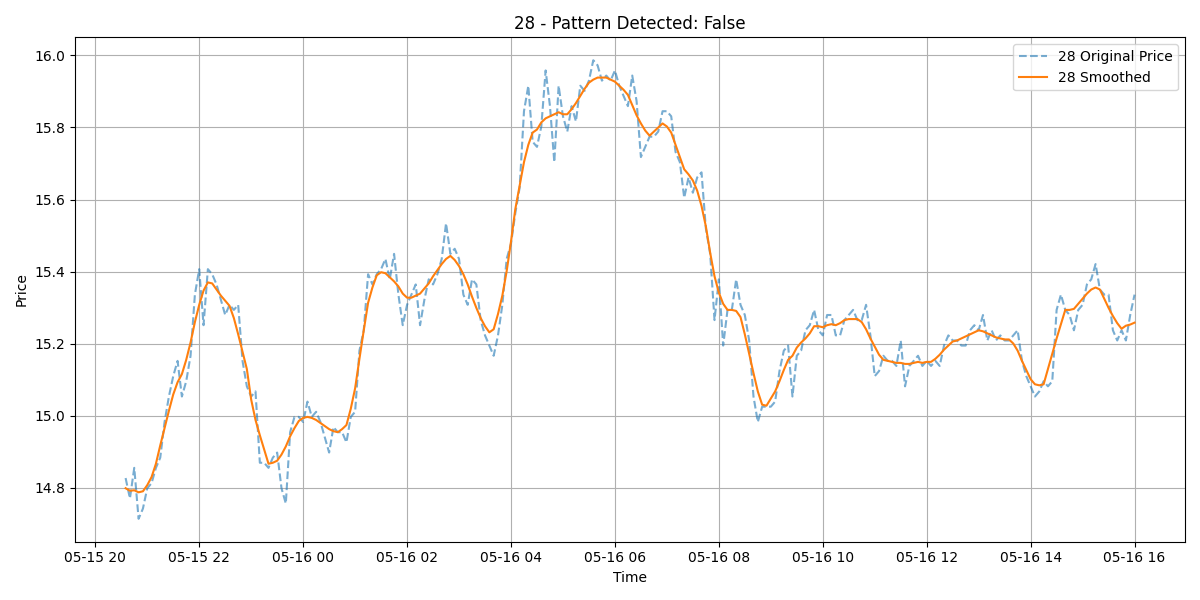 28 - Pattern Detected: False
28 Original Price
28 Smoothed
Price
16.0
15.8
15.6
15.4
15.2
15.0
14.8
05-15 20 05-15 22 05-16 00 05-16 02 05-16 04 05-16 06 05-16 08 05-16 10 05-16 12 05-16 14 05-16 16
Time